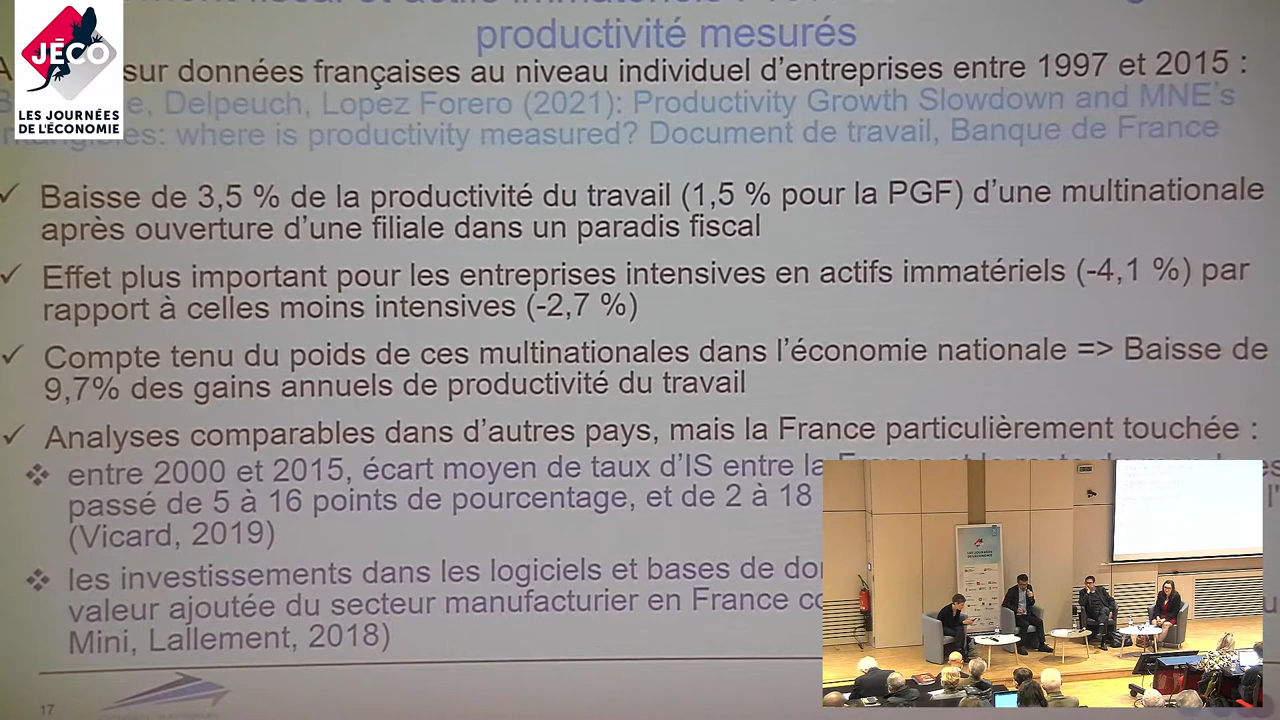 productivité mesurés
sur données françaises au niveau individuel d'entreprises entre 1997 et 2015 :
Delpeuch, Lopez Forero (2021): Productivity Growth Slowdown and MNE's
where is productivity measured? Document de travail, Banque de France
JÉCO
LES JOURNÉES
DE L'ÉCONOMIE
✓ Baisse de 3,5 % de la productivité du travail (1,5 % pour la PGF) d'une multinationale
après ouverture d'une filiale dans un paradis fiscal
✓ Effet plus important pour les entreprises intensives en actifs immatériels (-4,1 %) par
rapport à celles moins intensives (-2,7 %)
✓ Compte tenu du poids de ces multinationales dans l'économie nationale => Baisse de
9,7% des gains annuels de productivité du travail
✓ Analyses comparables dans d'autres pays, mais la France particulièrement touchée :
❖ entre 2000 et 2015, écart moyen de taux d'IS entre la
passé de 5 à 16 points de pourcentage, et de 2 à 18
(Vicard, 2019)
❖ les investissements dans les logiciels et bases de
valeur ajoutée du secteur manufacturier en France
Mini, Lallement, 2018)
17
LES JOURNÉES
DE L'ÉCONOMIE